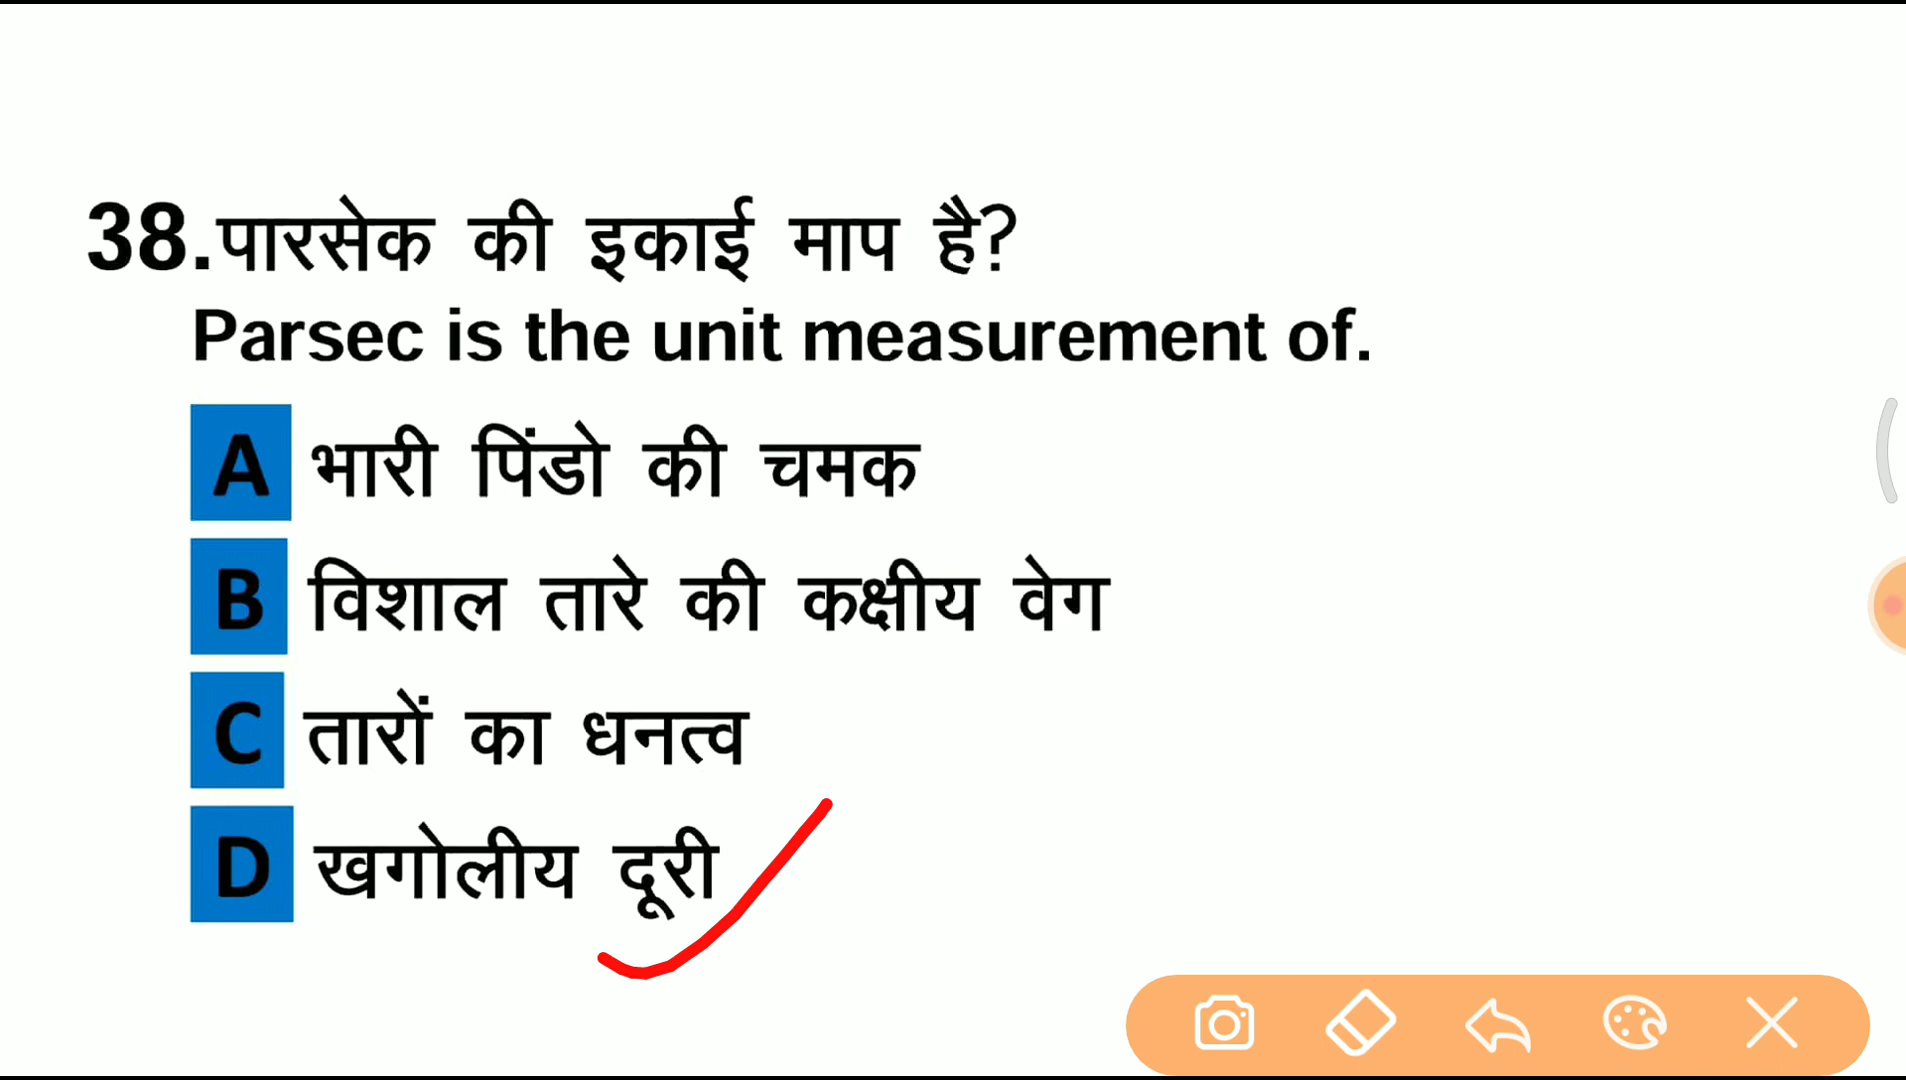 38.पारसेक की इकाई माप है?
Parsec is the unit measurement of.
A भारी पिंडो की चमक
B विशाल तारे की कक्षीय वेग
C तारों का धनत्व
D खगोलीय दूरी